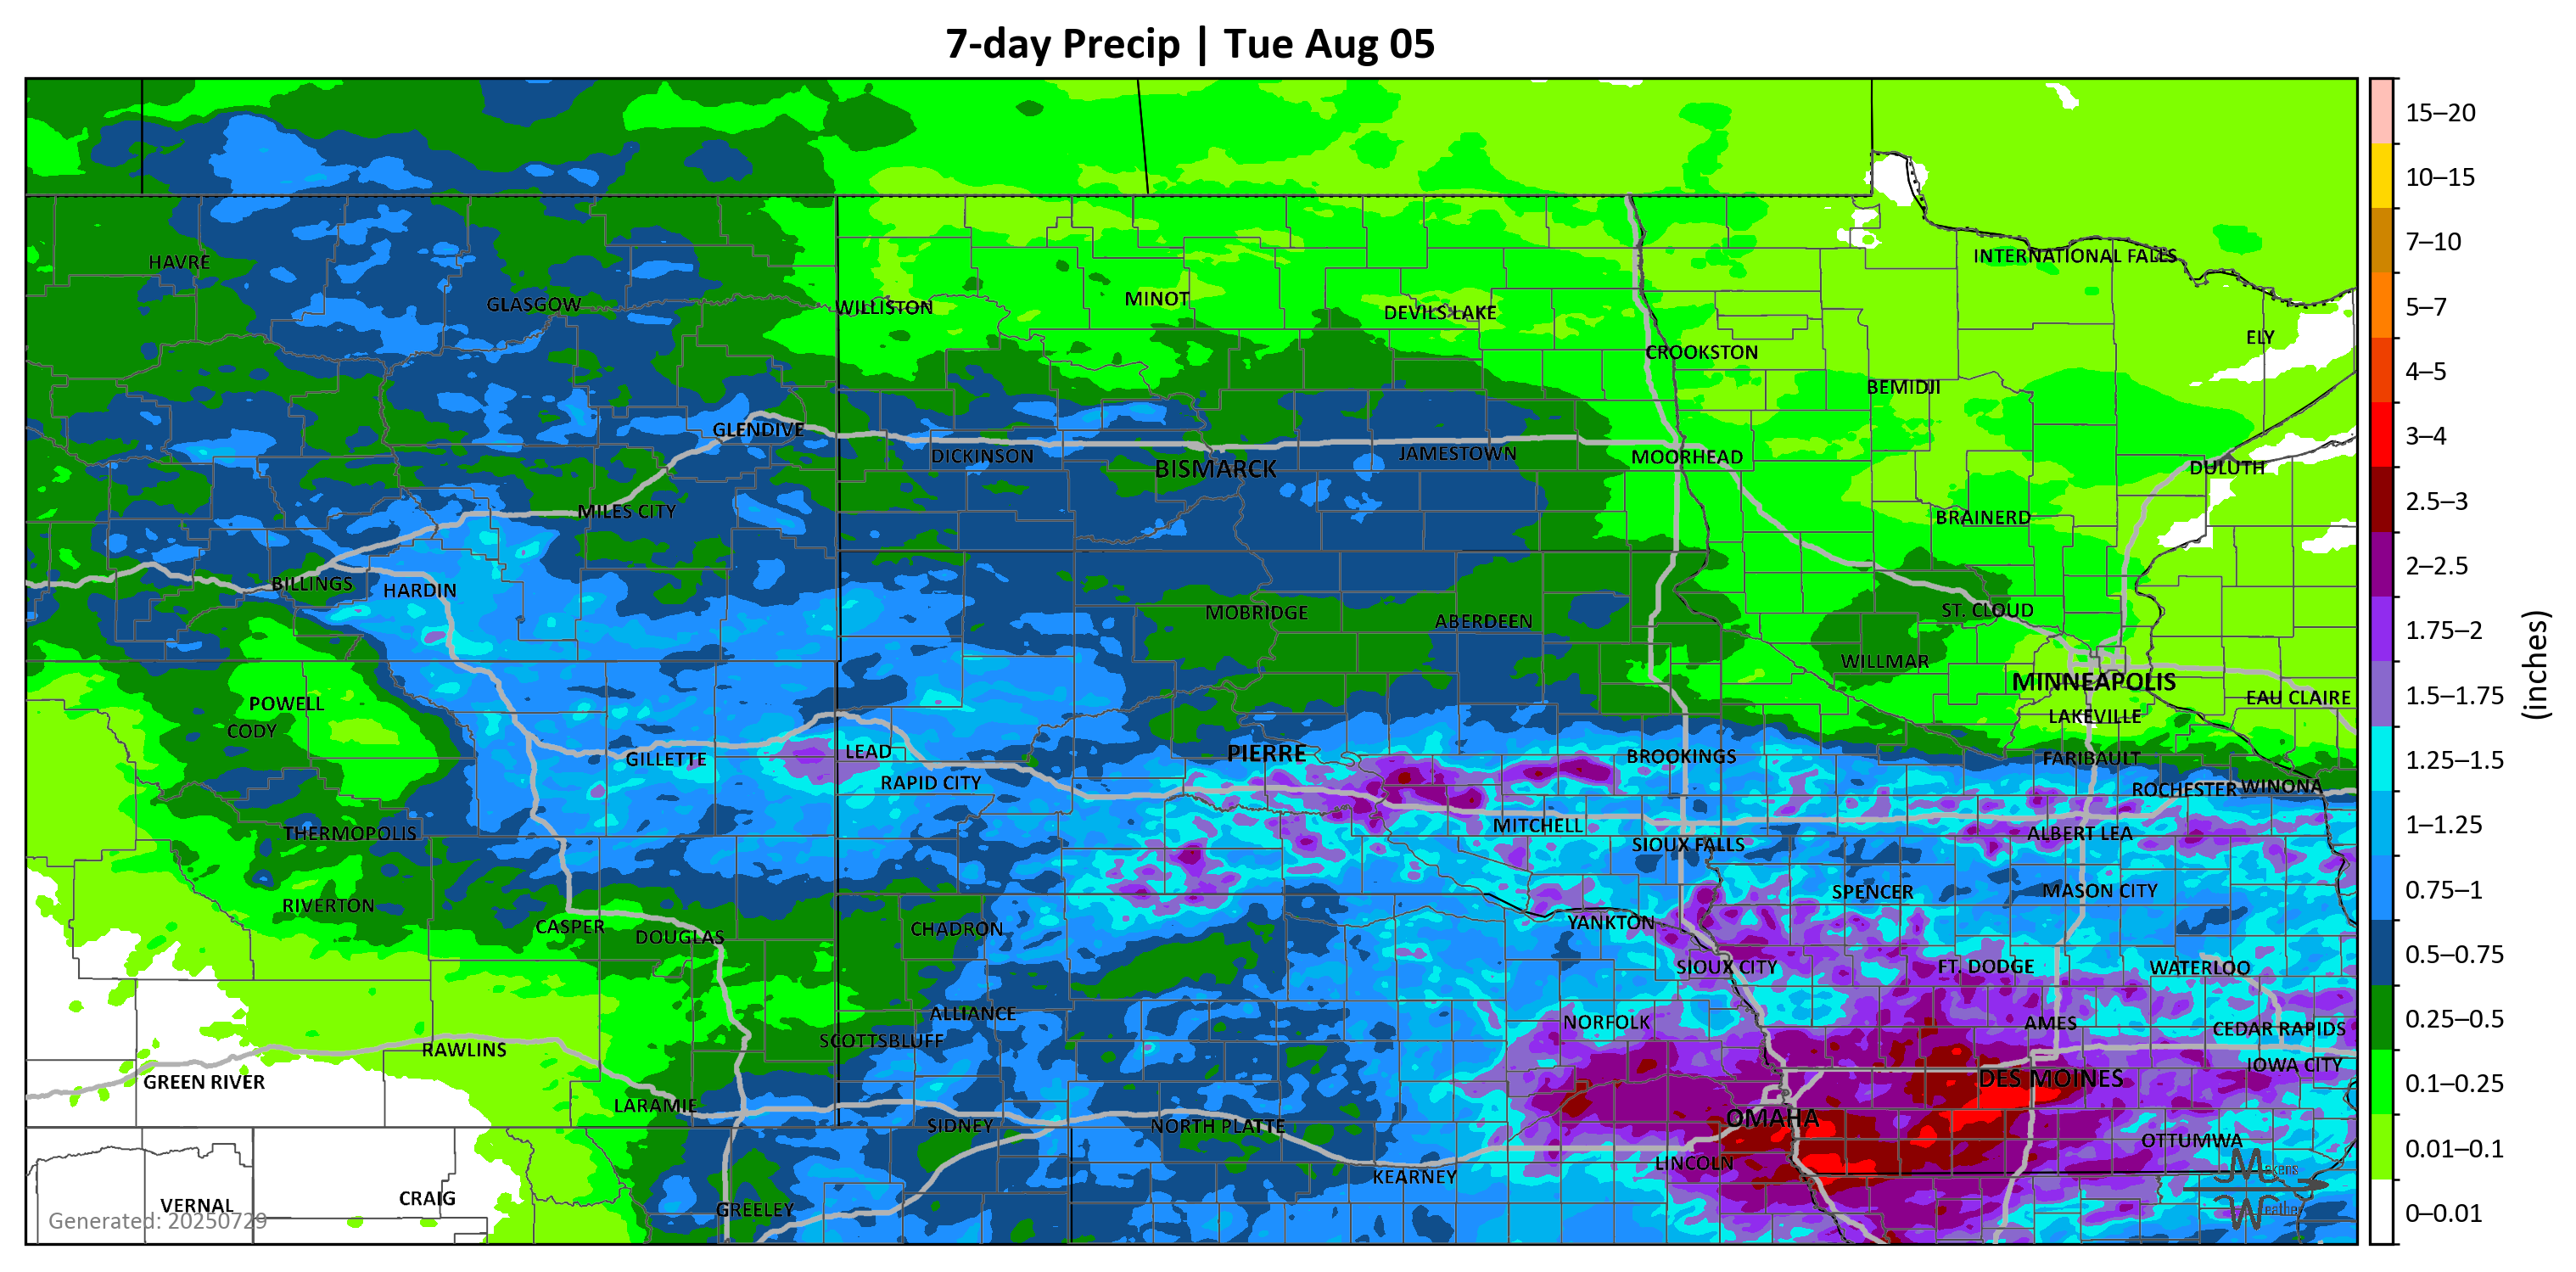 7-day Precip | Tue Aug 05
15–20
10–15
7–10
5–7
4–5
3–4
2.5–3
2–2.5
1.75–2
1.5–1.75
1.25–1.5
1–1.25
0.75–1
0.5–0.75
0.25–0.5
0.1–0.25
0.01–0.1
0–0.01
(inches)
HAVRE
INTERNATIONAL FALLS
GLASGOW
WILLISTON
MINOT
DEVILS LAKE
ELY
CROOKSTON
BEMIDJI
GLENDIVE
DICKINSON
BISMARCK
JAMESTOWN
MOORHEAD
DULUTH
MILES CITY
BRAINERD
BILLINGS
HARDIN
MOBRIDGE
ABERDEEN
ST. CLOUD
WILLMAR
MINNEAPOLIS
POWELL
EAU CLAIRE
CODY
LAKEVILLE
GILLETTE
LEAD
PIERRE
BROOKINGS
FARIBAULT
RAPID CITY
ROCHESTER
WINONA
THERMOPOLIS
MITCHELL
ALBERT LEA
SIOUX FALLS
RIVERTON
SPENCER
MASON CITY
CASPER
DOUGLAS
CHADRON
YANKTON
SIOUX CITY
FT. DODGE
WATERLOO
ALLIANCE
NORFOLK
AMES
CEDAR RAPIDS
SCOTTSBLUFF
RAWLINS
IOWA CITY
GREEN RIVER
DES MOINES
LARAMIE
OMAHA
SIDNEY
NORTH PLATTE
OTTUMWA
LINCOLN
KEARNEY
Makens
Weather
VERNAL
CRAIG
GREELEY
Generated: 20250729